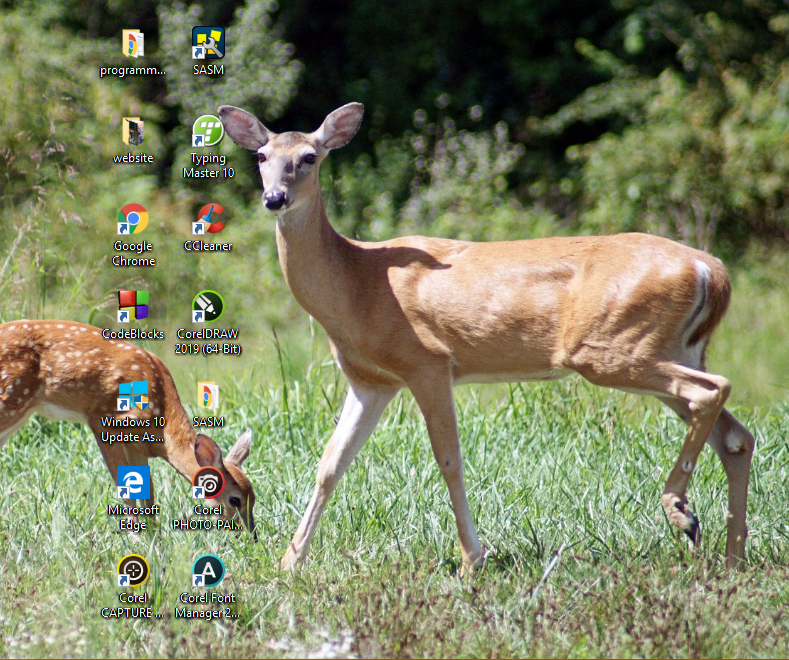 programm...
SASM
website
Typing
Master 10
Google
Chrome
CCleaner
CodeBlocks
CorelDRAW
2019 (64-Bit)
Windows 10
Update As...
SASM
Microsoft
Edge
Corel
PHOTO-PAI...
Corel
CAPTURE ...
Corel Font
Manager 2...